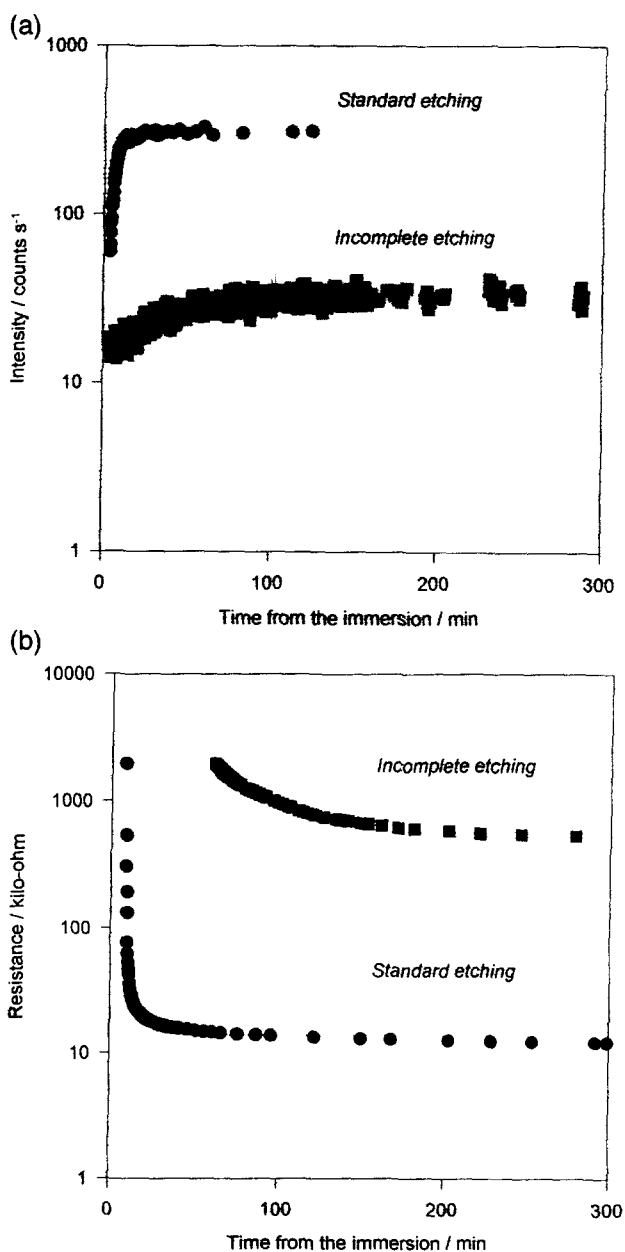 (a)
1000
Standard etching
100
Intensity / counts s⁻¹
Incomplete etching
10
1
0 100 200 300
Time from the immersion / min
(b)
10000
Incomplete etching
1000
Resistance / kilo-ohm
100
Standard etching
10
1
0 100 200 300
Time from the immersion / min